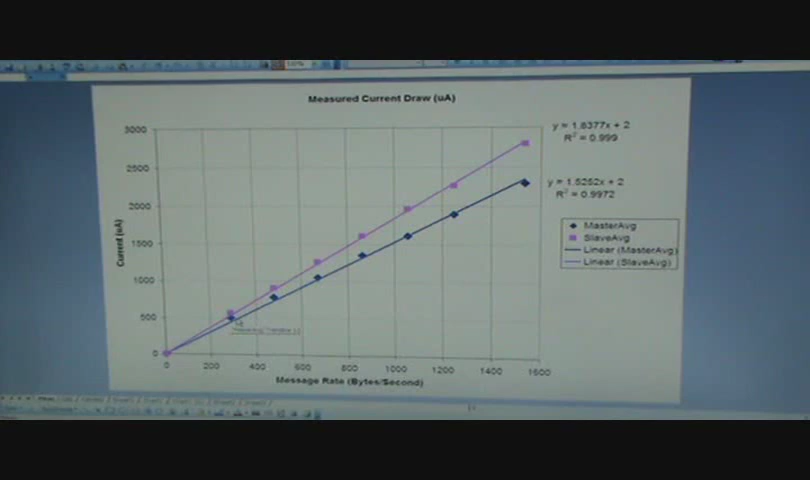 Measured Current Draw (uA)
3000
2500
2000
1500
1000
500
0
Current (uA)
0 200 400 600 800 1000 1200 1400 1600
Message Rate (Bytes/Second)
y = 1.8377x + 2
R² = 0.999
y = 1.5252x + 2
R² = 0.9972
MasterAvg
SlaveAvg
Linear (MasterAvg)
Linear (SlaveAvg)